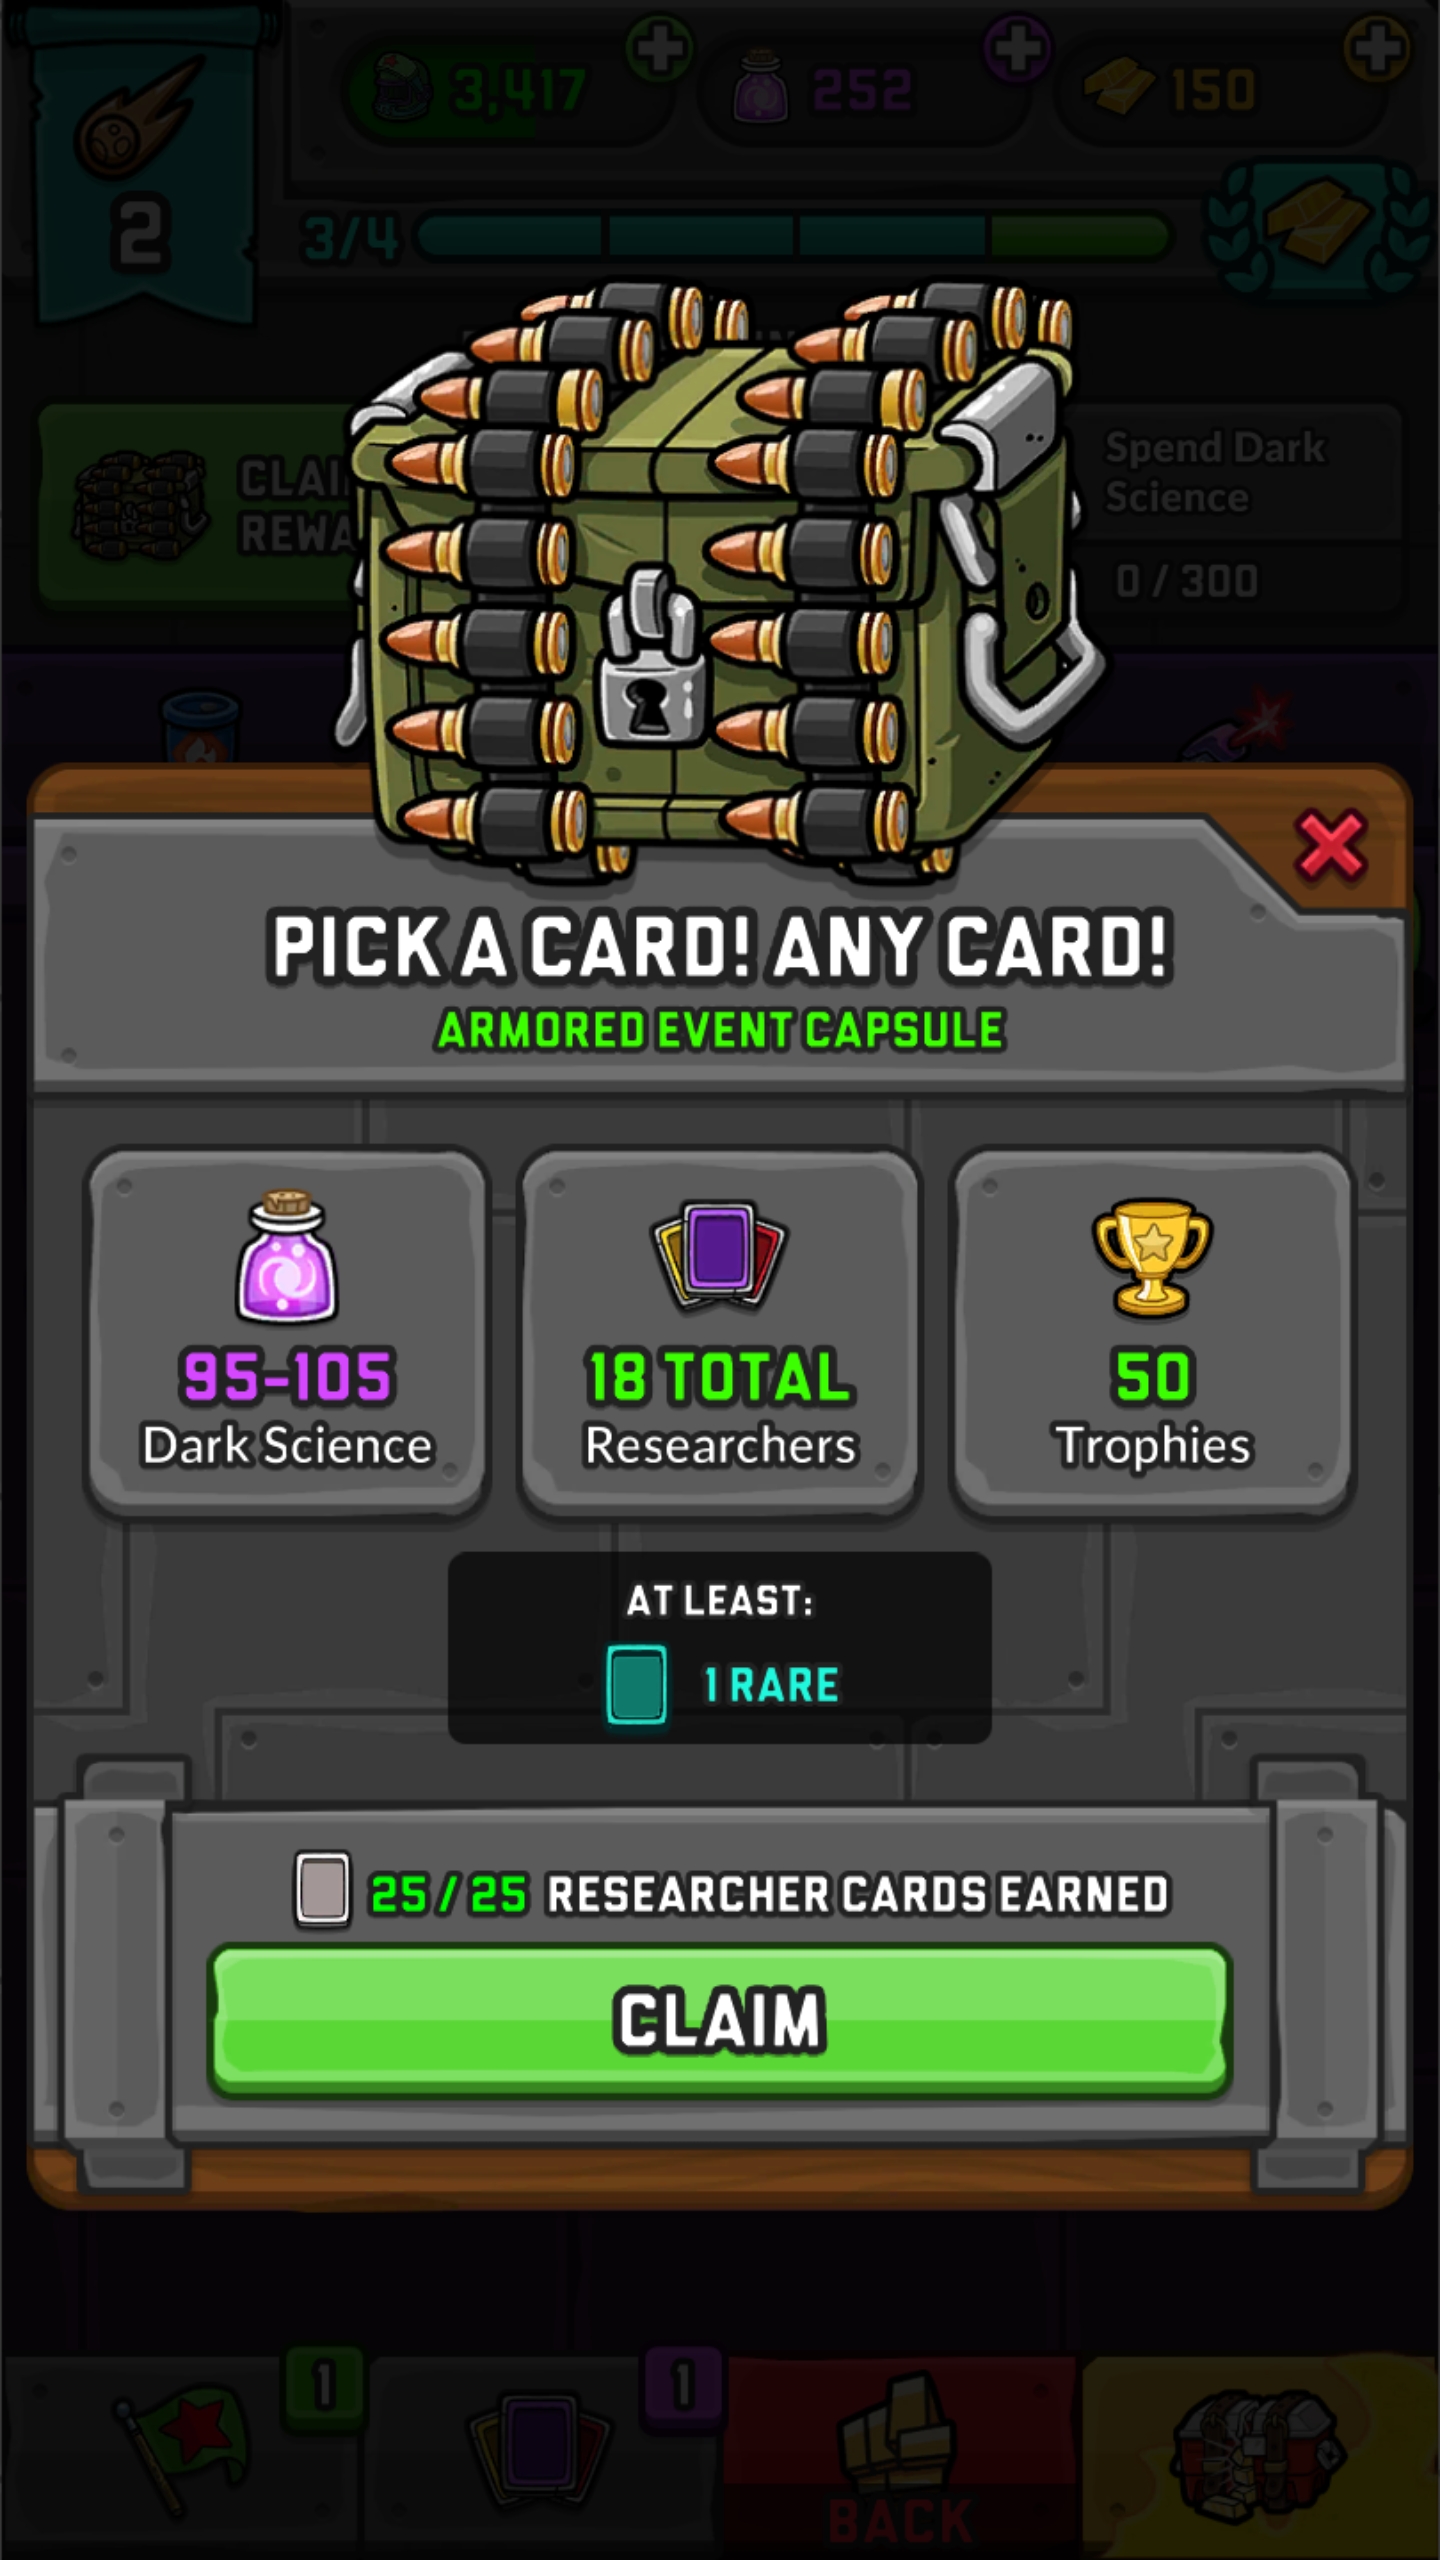 3,417
252
150
2
3/4
CLAI
REWA
Spend Dark
Science
0 / 300
PICK A CARD! ANY CARD!
ARMORED EVENT CAPSULE
95-105
Dark Science
18 TOTAL
Researchers
50
Trophies
AT LEAST:
1 RARE
25 / 25 RESEARCHER CARDS EARNED
CLAIM
1
1
BACK